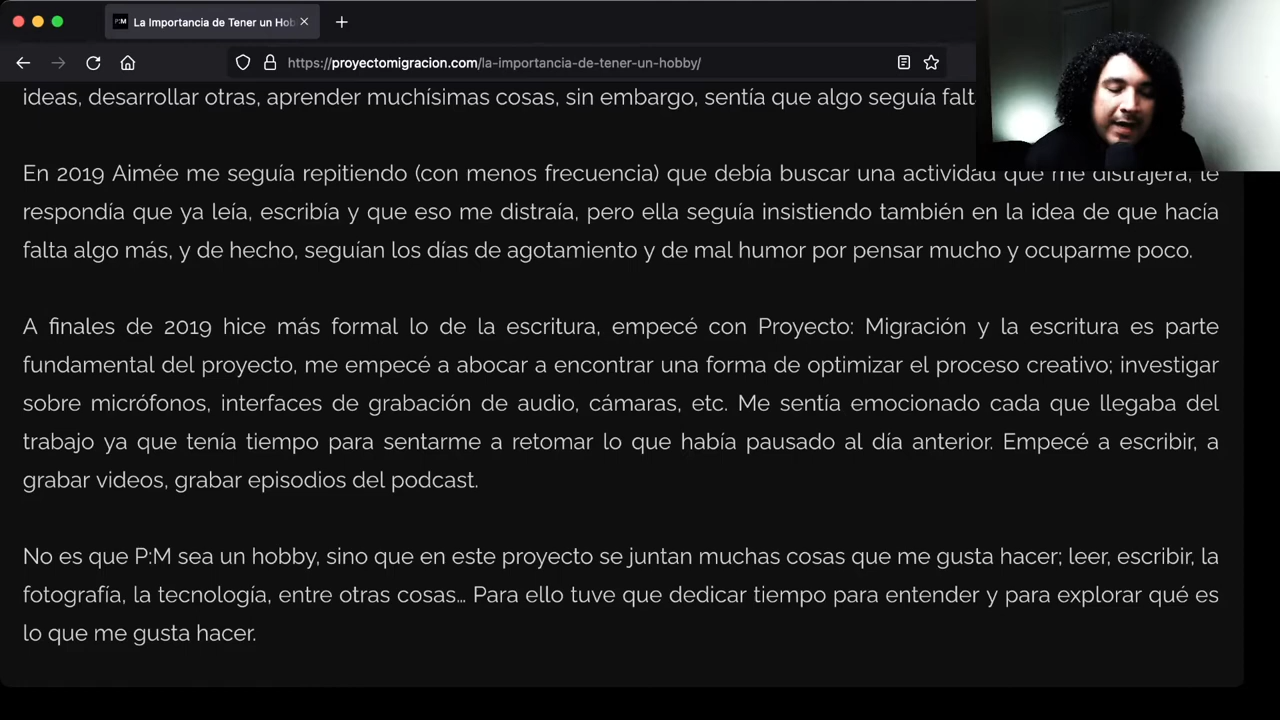 P:M La Importancia de Tener un Hob
https://proyectomigracion.com/la-importancia-de-tener-un-hobby/
ideas, desarrollar otras, aprender muchísimas cosas, sin embargo, sentía que algo seguía falt
En 2019 Aimée me seguía repitiendo (con menos frecuencia) que debía buscar una actividad que me distrajera, le
respondía que ya leía, escribía y que eso me distraía, pero ella seguía insistiendo también en la idea de que hacía
falta algo más, y de hecho, seguían los días de agotamiento y de mal humor por pensar mucho y ocuparme poco.
A finales de 2019 hice más formal lo de la escritura, empecé con Proyecto: Migración y la escritura es parte
fundamental del proyecto, me empecé a abocar a encontrar una forma de optimizar el proceso creativo; investigar
sobre micrófonos, interfaces de grabación de audio, cámaras, etc. Me sentía emocionado cada que llegaba del
trabajo ya que tenía tiempo para sentarme a retomar lo que había pausado al día anterior. Empecé a escribir, a
grabar videos, grabar episodios del podcast.
No es que P:M sea un hobby, sino que en este proyecto se juntan muchas cosas que me gusta hacer; leer, escribir, la
fotografía, la tecnología, entre otras cosas… Para ello tuve que dedicar tiempo para entender y para explorar qué es
lo que me gusta hacer.